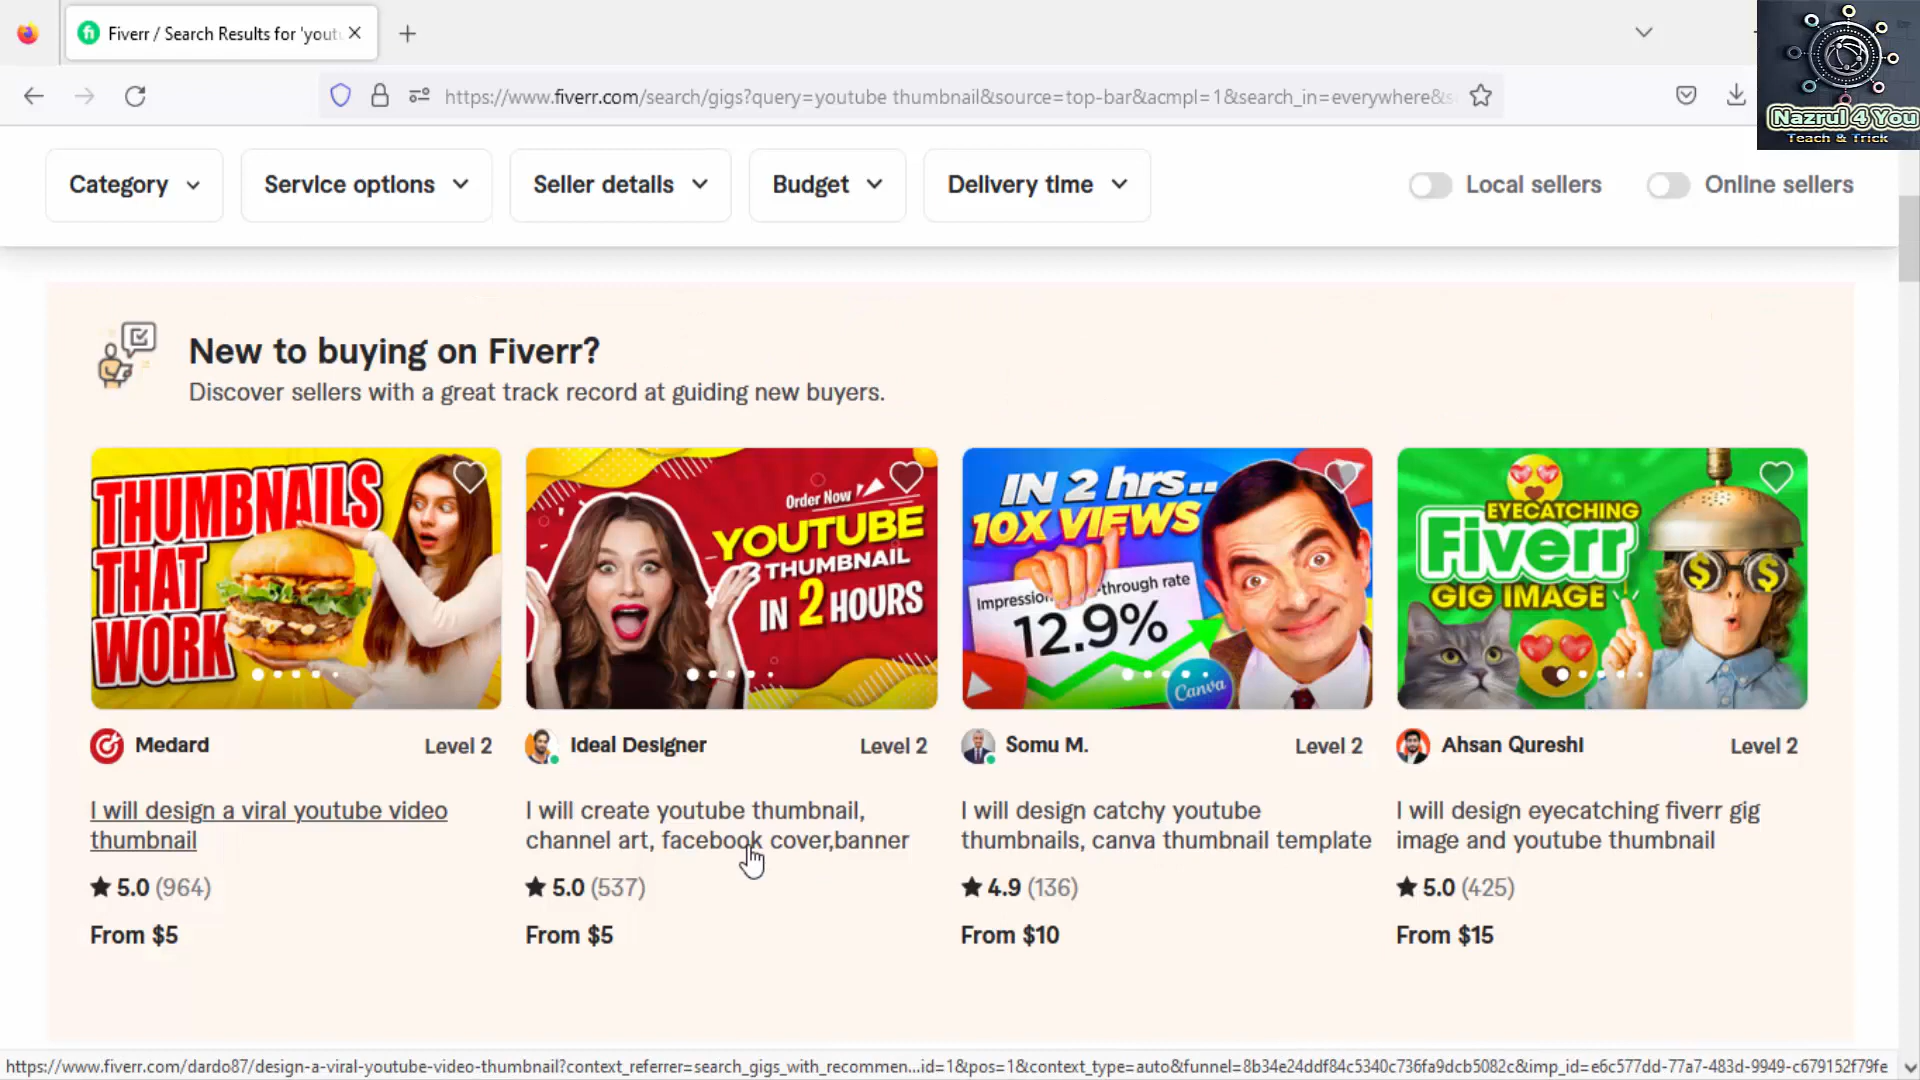 Fiverr / Search Results for 'yout
https://www.fiverr.com/search/gigs?query=youtube thumbnail&source=top-bar&acmpl=1&search_in=everywhere&s
Nazrul 4 You
Teach & Trick
Category Service options Seller details Budget Delivery time Local sellers Online sellers
New to buying on Fiverr?
Discover sellers with a great track record at guiding new buyers.
THUMBNAILS
THAT
WORK
Order Now
YOUTUBE
THUMBNAIL
IN 2 HOURS
IN 2 hrs..
10X VIEWS
Impression through rate
12.9%
Canva
EYECATCHING
Fiverr
GIG IMAGE
$ $
Medard Level 2
I will design a viral youtube video
thumbnail
5.0 (964)
From $5
Ideal Designer Level 2
I will create youtube thumbnail,
channel art, facebook cover,banner
5.0 (537)
From $5
Somu M. Level 2
I will design catchy youtube
thumbnails, canva thumbnail template
4.9 (136)
From $10
Ahsan Qureshi Level 2
I will design eyecatching fiverr gig
image and youtube thumbnail
5.0 (425)
From $15
https://www.fiverr.com/dardo87/design-a-viral-youtube-video-thumbnail?context_referrer=search_gigs_with_recommen...id=1&pos=1&context_type=auto&funnel=8b34e24ddf84c5340c736fa9dcb5082c&imp_id=e6c577dd-77a7-483d-9949-c679152f79fe